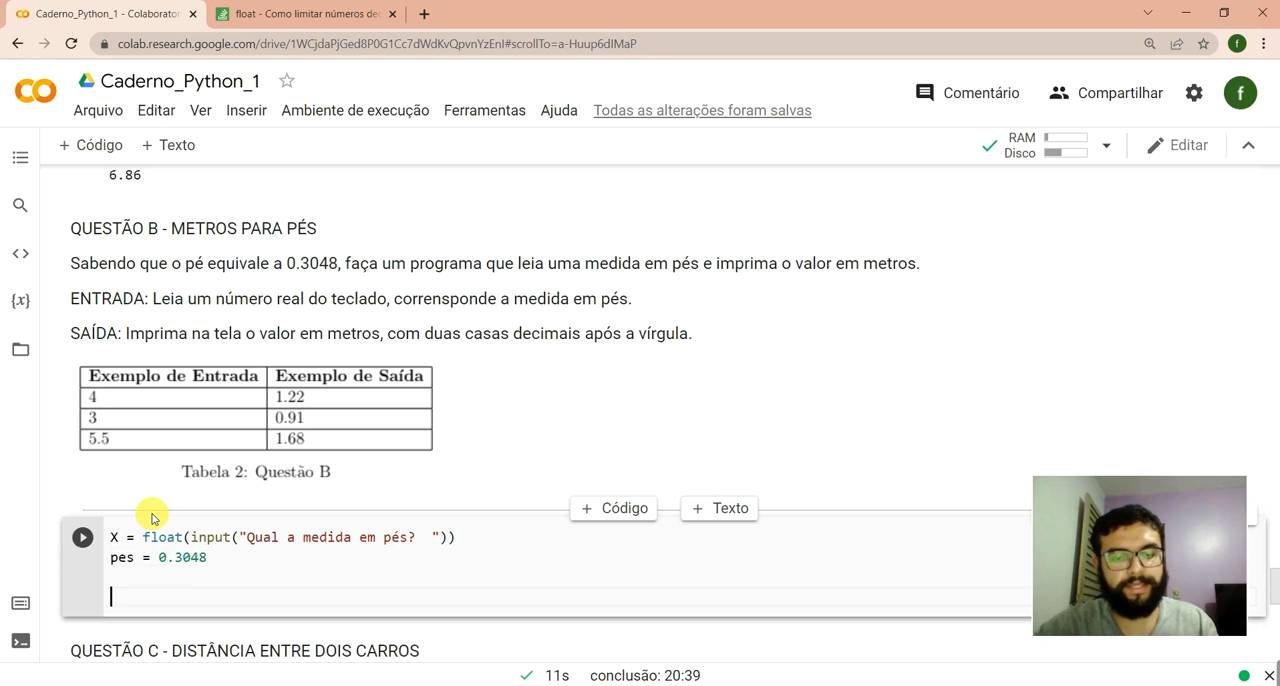 Caderno_Python_1 - Colaborator
float - Como limitar números de
colab.research.google.com/drive/1WCjdaPjGed8P0G1Cc7dWdKvQpvnYzEnI#scrollTo=a-Huup6dIMaP
f
Caderno_Python_1
Comentário
Compartilhar
f
Arquivo Editar Ver Inserir Ambiente de execução Ferramentas Ajuda Todas as alterações foram salvas
+ Código + Texto
RAM
Disco
Editar
6.86
QUESTÃO B - METROS PARA PÉS
Sabendo que o pé equivale a 0.3048, faça um programa que leia uma medida em pés e imprima o valor em metros.
ENTRADA: Leia um número real do teclado, corrensponde a medida em pés.
SAÍDA: Imprima na tela o valor em metros, com duas casas decimais após a vírgula.
Exemplo de Entrada Exemplo de Saída
4 1.22
3 0.91
5.5 1.68
Tabela 2: Questão B
+ Código + Texto
X = float(input("Qual a medida em pés?  "))
pes = 0.3048
QUESTÃO C - DISTÂNCIA ENTRE DOIS CARROS
11s conclusão: 20:39